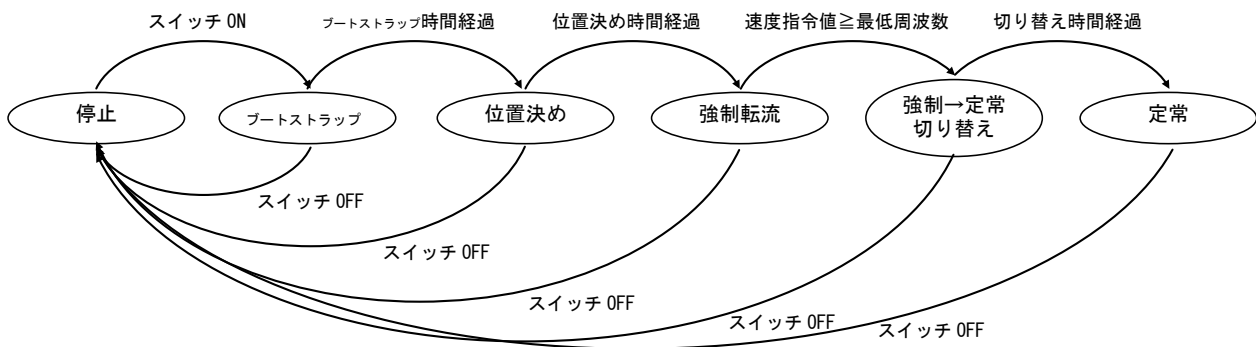 スイッチ ON
ブートストラップ時間経過
位置決め時間経過
速度指令値≧最低周波数
切り替え時間経過
停止
ブートストラップ
位置決め
強制転流
強制→定常
切り替え
定常
スイッチ OFF
スイッチ OFF
スイッチ OFF
スイッチ OFF
スイッチ OFF